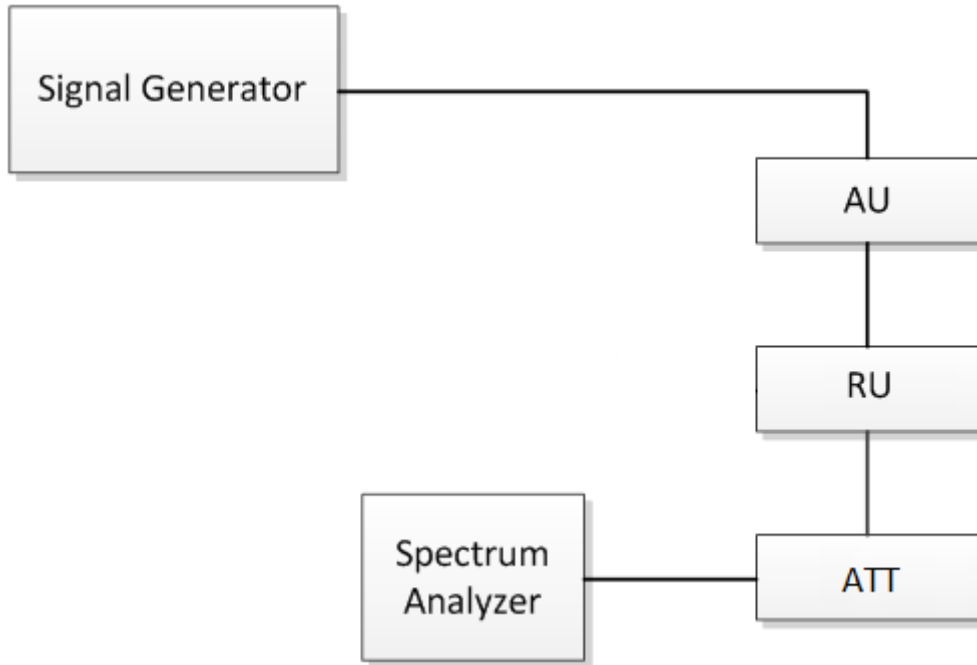 Signal Generator
AU
RU
Spectrum
Analyzer
ATT